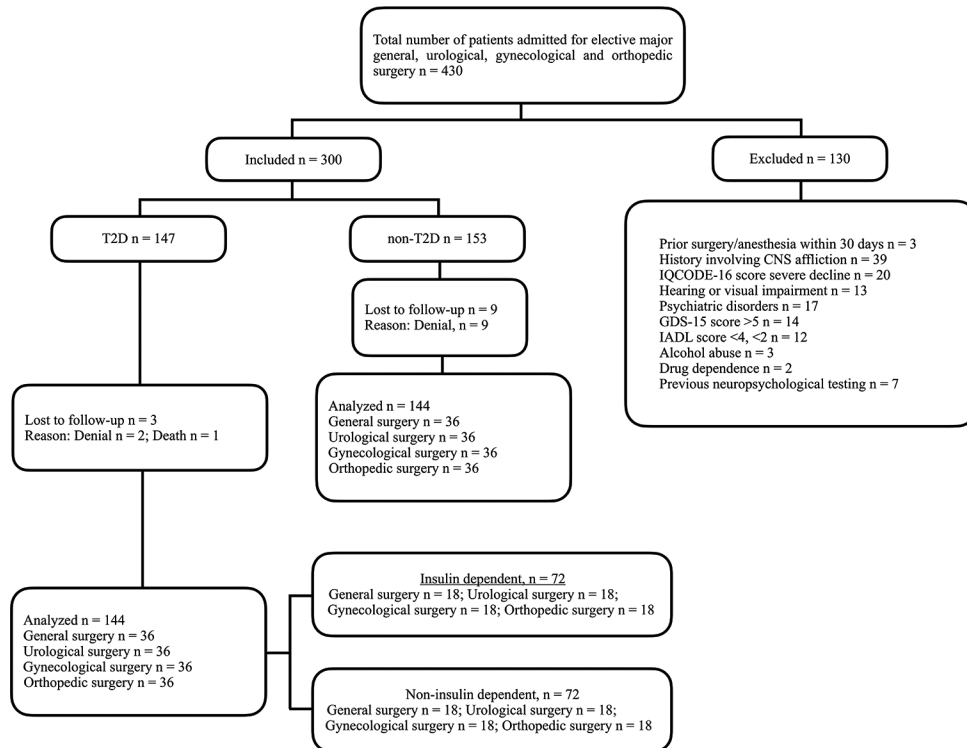 Total number of patients admitted for elective major
general, urological, gynecological and orthopedic
surgery n = 430
Included n = 300
Excluded n = 130
T2D n = 147
non-T2D n = 153
Prior surgery/anesthesia within 30 days n = 3
History involving CNS affliction n = 39
IQCODE-16 score severe decline n = 20
Hearing or visual impairment n = 13
Psychiatric disorders n = 17
GDS-15 score >5 n = 14
IADL score <4, <2 n = 12
Alcohol abuse n = 3
Drug dependence n = 2
Previous neuropsychological testing n = 7
Lost to follow-up n = 9
Reason: Denial, n = 9
Lost to follow-up n = 3
Reason: Denial n = 2; Death n = 1
Analyzed n = 144
General surgery n = 36
Urological surgery n = 36
Gynecological surgery n = 36
Orthopedic surgery n = 36
Analyzed n = 144
General surgery n = 36
Urological surgery n = 36
Gynecological surgery n = 36
Orthopedic surgery n = 36
Insulin dependent, n = 72
General surgery n = 18; Urological surgery n = 18;
Gynecological surgery n = 18; Orthopedic surgery n = 18
Non-insulin dependent, n = 72
General surgery n = 18; Urological surgery n = 18;
Gynecological surgery n = 18; Orthopedic surgery n = 18